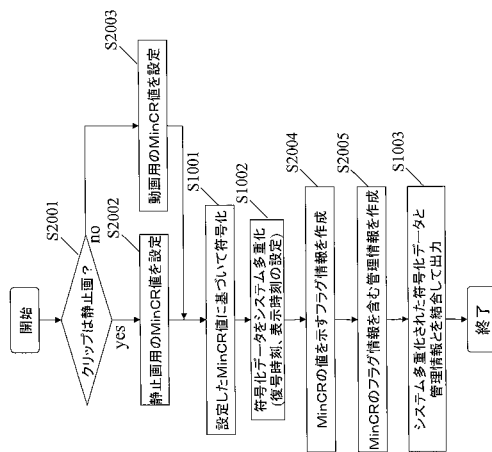 開始
S2001
クリップは静止画?
no
yes
S2002
静止画用のMinCR値を設定
S2003
動画用のMinCR値を設定
S1001
設定したMinCR値に基づいて符号化
S1002
符号化データをシステム多重化
(復号時刻、表示時刻の設定)
S2004
MinCRの値を示すフラグ情報を作成
S2005
MinCRのフラグ情報を含む管理情報を作成
S1003
システム多重化された符号化データと
管理情報とを結合して出力
終了